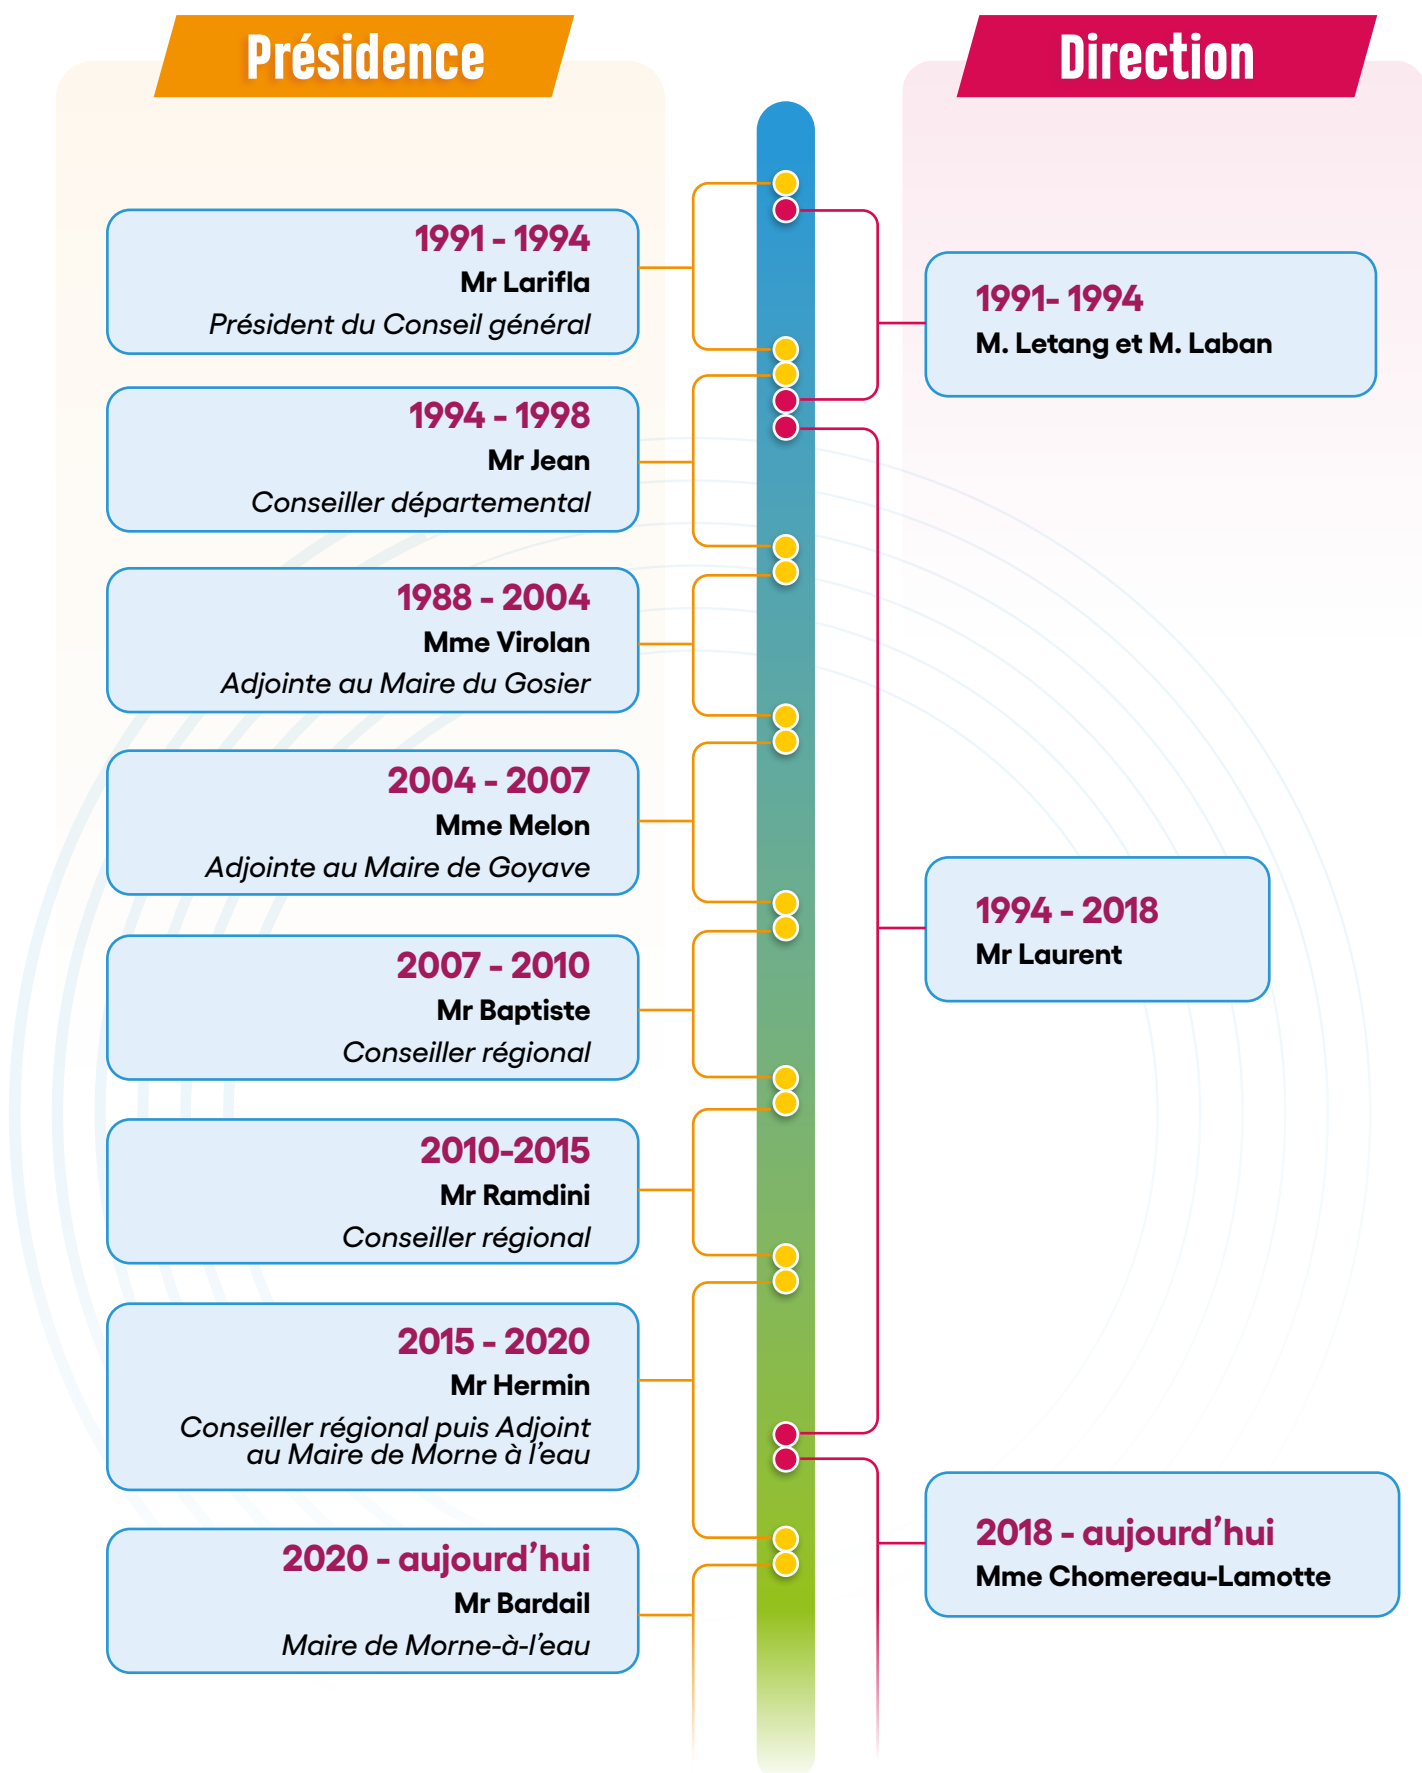 Présidence
1991 - 1994
Mr Larifla
Président du Conseil général
1994 - 1998
Mr Jean
Conseiller départemental
1988 - 2004
Mme Virolan
Adjointe au Maire du Gosier
2004 - 2007
Mme Melon
Adjointe au Maire de Goyave
2007 - 2010
Mr Baptiste
Conseiller régional
2010-2015
Mr Ramdini
Conseiller régional
2015 - 2020
Mr Hermin
Conseiller régional puis Adjoint
au Maire de Morne à l'eau
2020 - aujourd'hui
Mr Bardail
Maire de Morne-à-l'eau
Direction
1991- 1994
M. Letang et M. Laban
1994 - 2018
Mr Laurent
2018 - aujourd'hui
Mme Chomereau-Lamotte